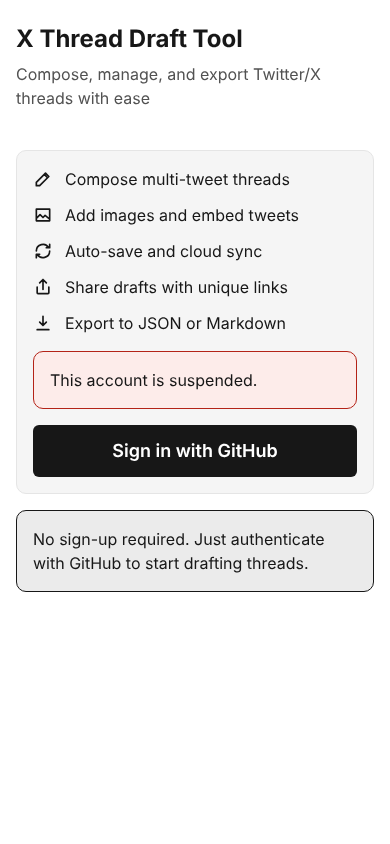 X Thread Draft Tool
Compose, manage, and export Twitter/X
threads with ease
Compose multi-tweet threads
Add images and embed tweets
Auto-save and cloud sync
Share drafts with unique links
Export to JSON or Markdown
This account is suspended.
Sign in with GitHub
No sign-up required. Just authenticate
with GitHub to start drafting threads.